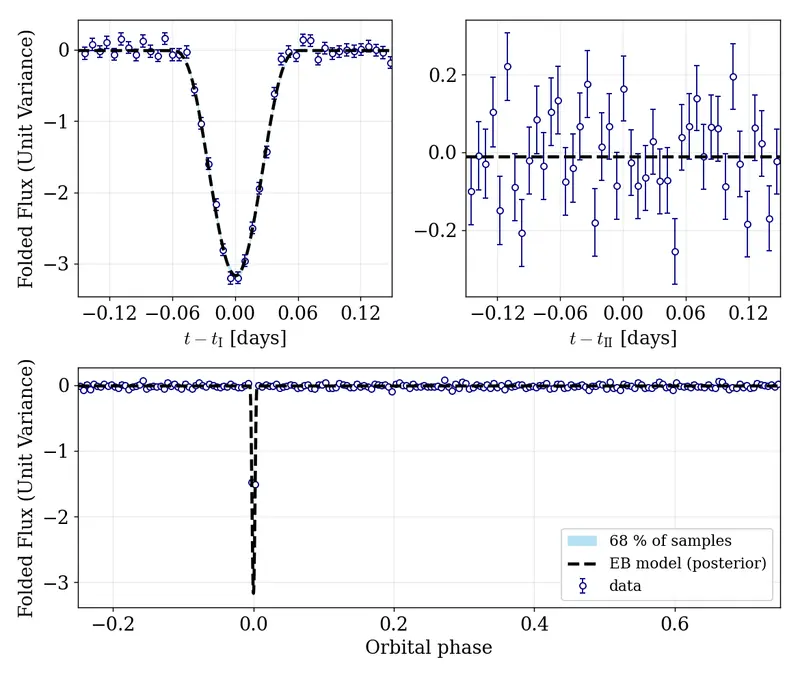 Folded Flux (Unit Variance)
0
−1
−2
−3
−0.12 −0.06 0.00 0.06 0.12
t − t_I [days]
0.2
0.0
−0.2
−0.12 −0.06 0.00 0.06 0.12
t − t_II [days]
Folded Flux (Unit Variance)
0
−1
−2
−3
−0.2 0.0 0.2 0.4 0.6
Orbital phase
68 % of samples
EB model (posterior)
data